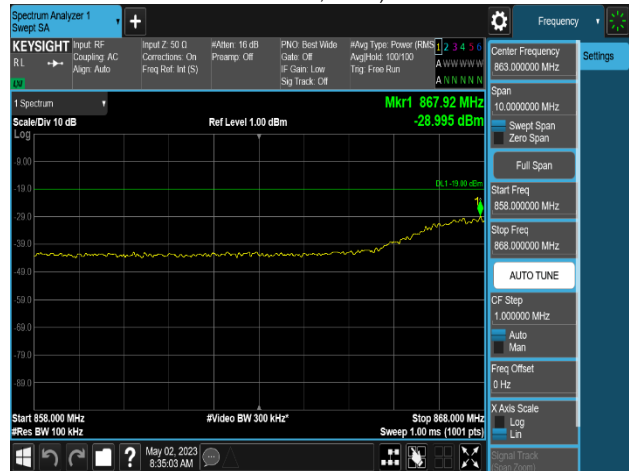 Spectrum Analyzer 1
Swept SA
Frequency
KEYSIGHT
Input: RF
Input Z: 50 Ω
#Atten: 16 dB
PNO: Best Wide
#Avg Type: Power (RMS
1 2 3 4 5 6
RL
Coupling: AC
Corrections: On
Preamp: Off
Gate: Off
Avg|Hold: 100/100
A W W W W W
Align: Auto
Freq Ref: Int (S)
IF Gain: Low
Trig: Free Run
Sig Track: Off
A N N N N N
1 Spectrum
Mkr1 867.92 MHz
Scale/Div 10 dB
Ref Level 1.00 dBm
-28.995 dBm
Log
-9.00
DL1 -19.00 dBm
-19.0
1
-29.0
-39.0
-49.0
-59.0
-69.0
-79.0
-89.0
Start 858.000 MHz
#Video BW 300 kHz*
Stop 868.000 MHz
#Res BW 100 kHz
Sweep 1.00 ms (1001 pts)
?
May 02, 2023
8:35:03 AM
Center Frequency
863.000000 MHz
Settings
Span
10.0000000 MHz
Swept Span
Zero Span
Full Span
Start Freq
858.000000 MHz
Stop Freq
868.000000 MHz
AUTO TUNE
CF Step
1.000000 MHz
Auto
Man
Freq Offset
0 Hz
X Axis Scale
Log
Lin
Signal Track
(Span Zoom)